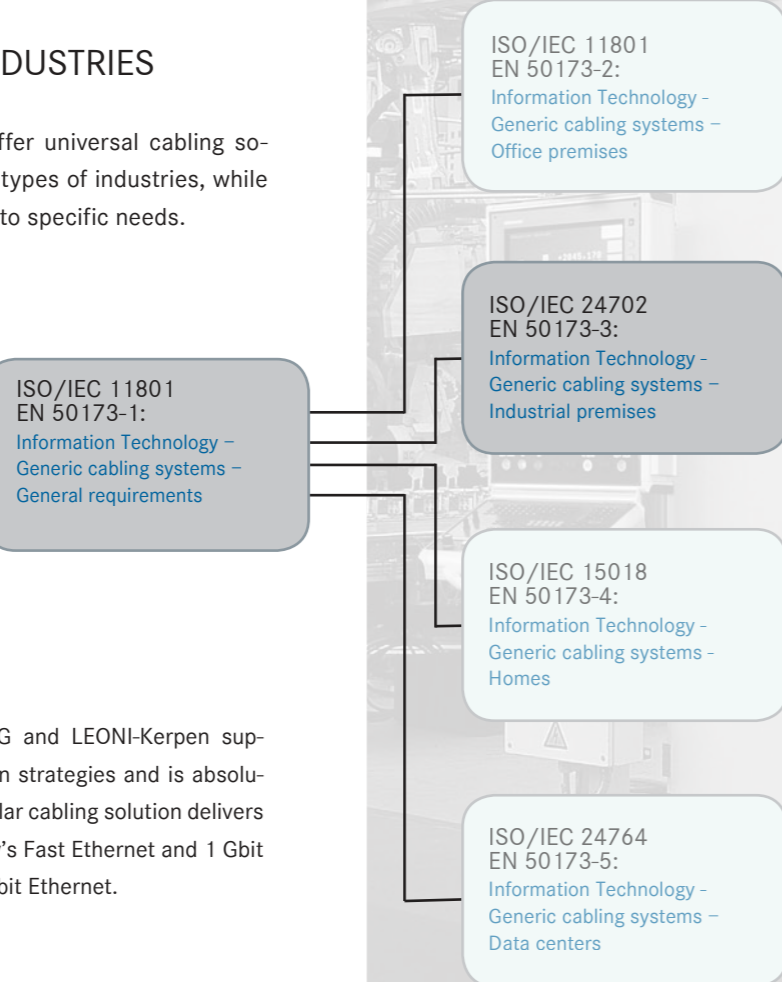 DUSTRIES
ffer universal cabling so-
types of industries, while
to specific needs.
ISO/IEC 11801
EN 50173-1:
Information Technology –
Generic cabling systems –
General requirements
G and LEONI-Kerpen sup-
n strategies and is absolu-
lar cabling solution delivers
’s Fast Ethernet and 1 Gbit
bit Ethernet.
ISO/IEC 11801
EN 50173-2:
Information Technology -
Generic cabling systems –
Office premises
ISO/IEC 24702
EN 50173-3:
Information Technology -
Generic cabling systems –
Industrial premises
ISO/IEC 15018
EN 50173-4:
Information Technology -
Generic cabling systems -
Homes
ISO/IEC 24764
EN 50173-5:
Information Technology -
Generic cabling systems –
Data centers